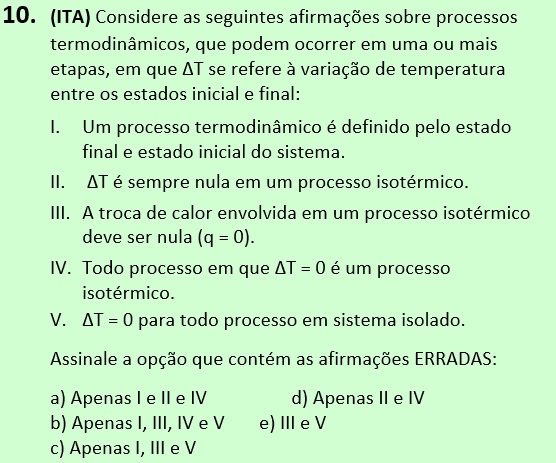 10. (ITA) Considere as seguintes afirmações sobre processos
termodinâmicos, que podem ocorrer em uma ou mais
etapas, em que ΔT se refere à variação de temperatura
entre os estados inicial e final:
I. Um processo termodinâmico é definido pelo estado
final e estado inicial do sistema.
II. ΔT é sempre nula em um processo isotérmico.
III. A troca de calor envolvida em um processo isotérmico
deve ser nula (q = 0).
IV. Todo processo em que ΔT = 0 é um processo
isotérmico.
V. ΔT = 0 para todo processo em sistema isolado.
Assinale a opção que contém as afirmações ERRADAS:
a) Apenas I e II e IV d) Apenas II e IV
b) Apenas I, III, IV e V e) III e V
c) Apenas I, III e V